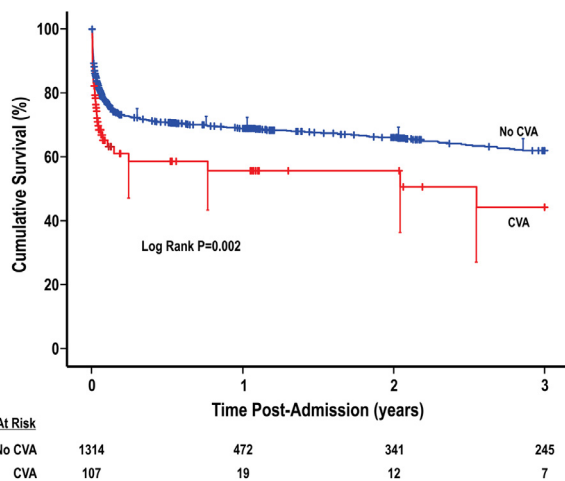 100
80
60
40
20
0
Cumulative Survival (%)
No CVA
CVA
Log Rank P=0.002
0 1 2 3
Time Post-Admission (years)
At Risk
No CVA 1314 472 341 245
CVA 107 19 12 7